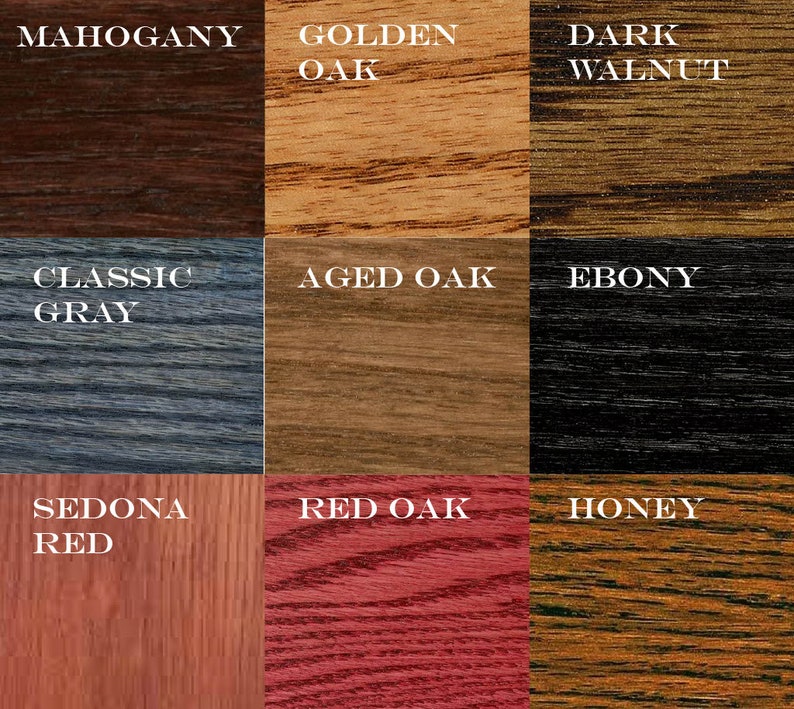 MAHOGANY
GOLDEN
OAK
DARK
WALNUT
CLASSIC
GRAY
AGED OAK
EBONY
SEDONA
RED
RED OAK
HONEY